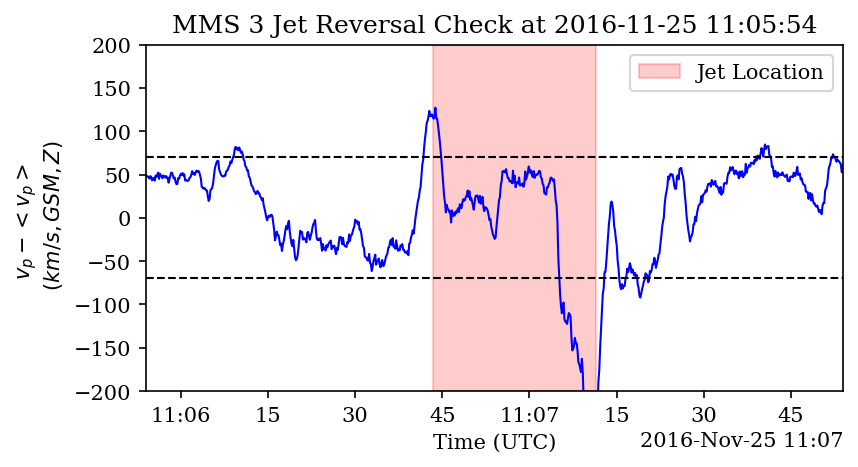 MMS 3 Jet Reversal Check at 2016-11-25 11:05:54
200
150
100
50
0
−50
−100
−150
−200
v_p − < v_p >
(km/s, GSM, Z)
Jet Location
11:06 15 30 45 11:07 15 30 45
Time (UTC)
2016-Nov-25 11:07